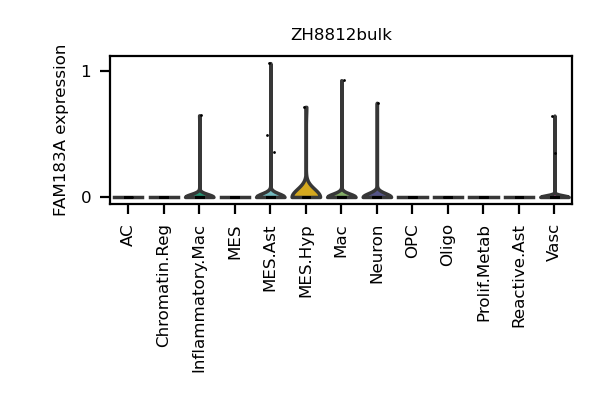 ZH8812bulk
FAM183A expression
1
0
AC
Chromatin.Reg
Inflammatory.Mac
MES
MES.Ast
MES.Hyp
Mac
Neuron
OPC
Oligo
Prolif.Metab
Reactive.Ast
Vasc